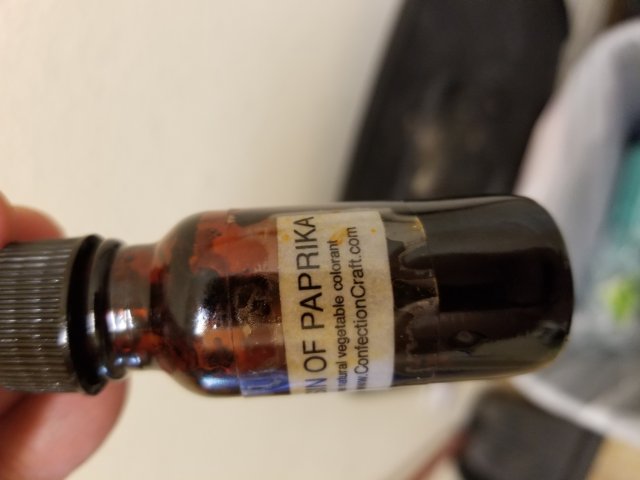 OF PAPRIKA
natural vegetable colorant
www.ConfectionCraft.com